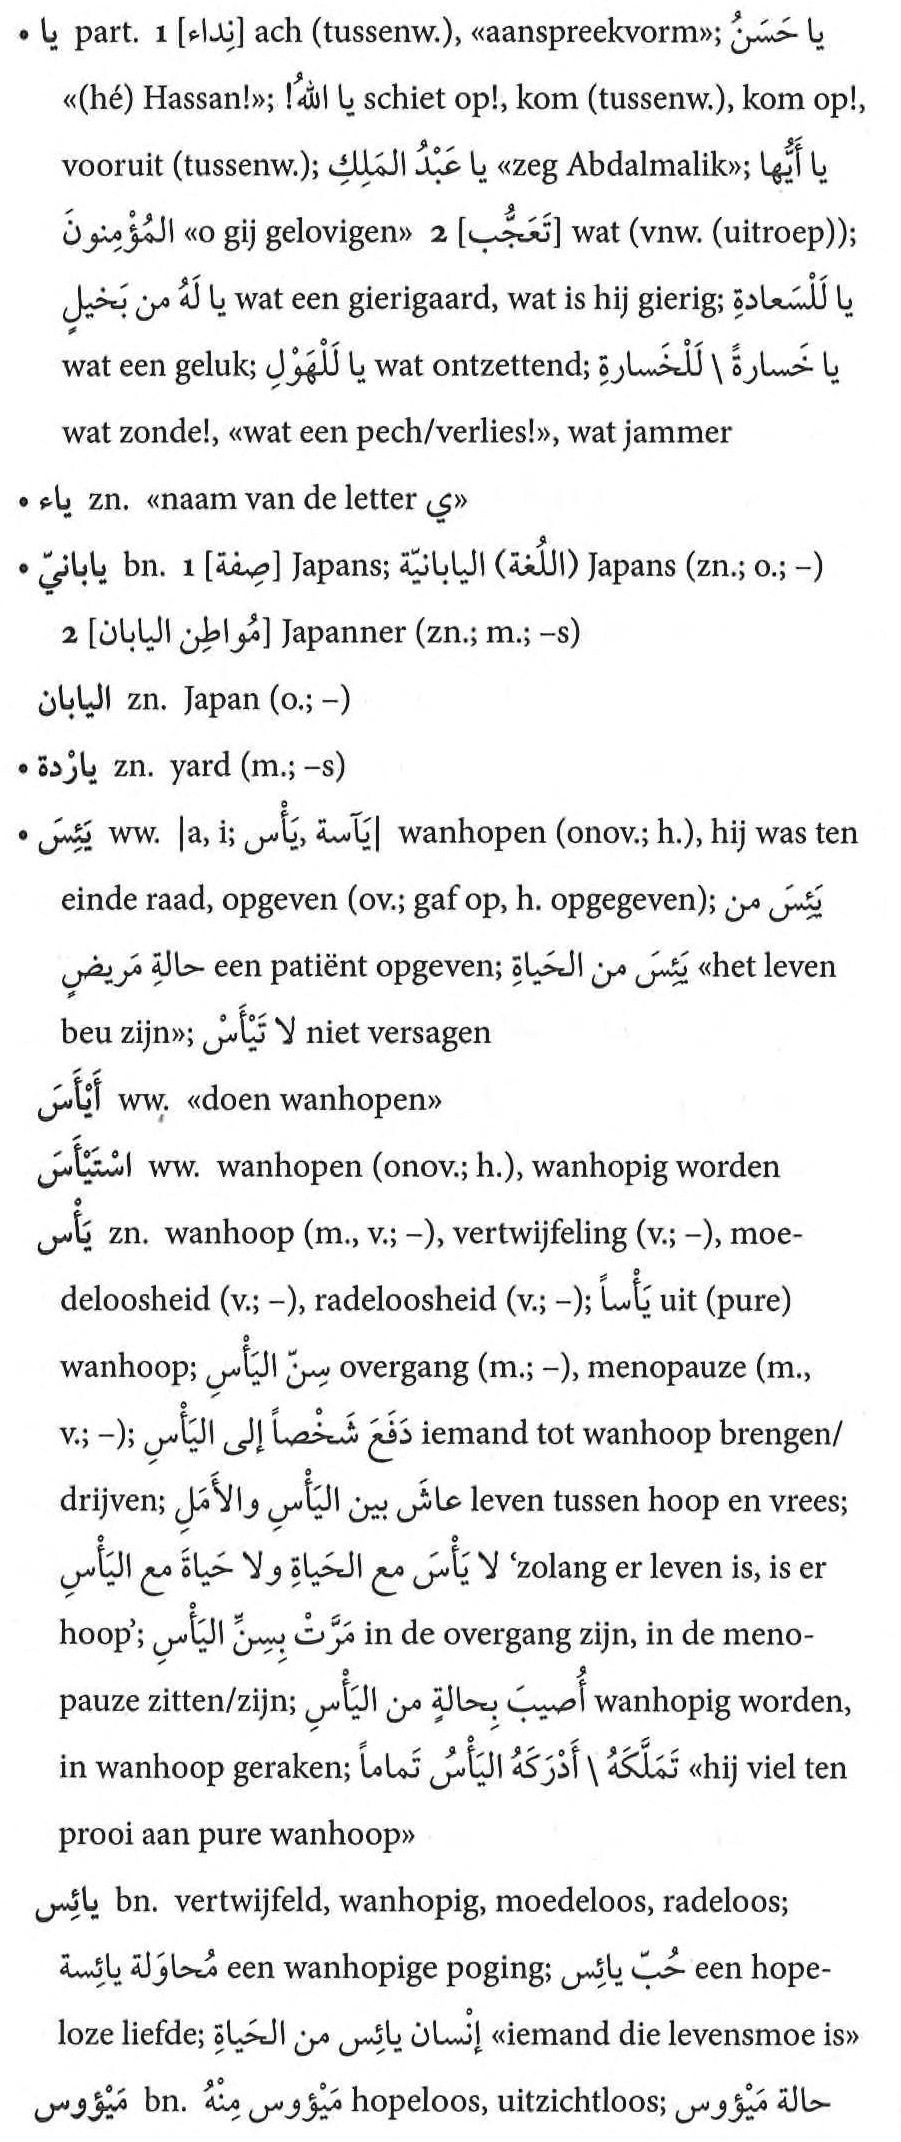 • يا part. 1 [نِداء] ach (tussenw.), «aanspreekvorm»; يا حَسَنُ
«(hé) Hassan!»; يا اللهُ! schiet op!, kom (tussenw.), kom op!,
vooruit (tussenw.); يا عَبْدُ المَلِكِ «zeg Abdalmalik»; يا أَيُّها
المُؤْمِنونَ «o gij gelovigen» 2 [تَعَجُّب] wat (vnw. (uitroep));
يا لَهُ من بَخيلٍ wat een gierigaard, wat is hij gierig; يا لَلْسَعادةِ
wat een geluk; يا لَلْهَوْلِ wat ontzettend; يا خَسارةً \ لَلْخَسارةِ
wat zonde!, «wat een pech/verlies!», wat jammer
• ياء zn. «naam van de letter ي»
• يابانيّ bn. 1 [صِفة] Japans; (اللُغة) اليابانيّة Japans (zn.; o.; –)
2 [مُواطِن اليابان] Japanner (zn.; m.; –s)
اليابان zn. Japan (o.; –)
• يارْدة zn. yard (m.; –s)
• يَئِسَ ww. |a, i; يَأْس, يَآسة| wanhopen (onov.; h.), hij was ten
einde raad, opgeven (ov.; gaf op, h. opgegeven); يَئِسَ من
حالةِ مَريضٍ een patiënt opgeven; يَئِسَ من الحَياةِ «het leven
beu zijn»; لا تَيْأَسْ niet versagen
أَيْأَسَ ww. «doen wanhopen»
اسْتَيْأَسَ ww. wanhopen (onov.; h.), wanhopig worden
يَأْس zn. wanhoop (m., v.; –), vertwijfeling (v.; –), moe-
deloosheid (v.; –), radeloosheid (v.; –); يَأْساً uit (pure)
wanhoop; سِنّ اليَأْسِ overgang (m.; –), menopauze (m.,
v.; –); دَفَعَ شَخْصاً إلى اليَأْسِ iemand tot wanhoop brengen/
drijven; عاشَ بين اليَأْسِ والأَمَلِ leven tussen hoop en vrees;
لا يَأْسَ مع الحَياةِ ولا حَياةَ مع اليَأْسِ ‘zolang er leven is, is er
hoop’; مَرَّتْ بِسِنِّ اليَأْسِ in de overgang zijn, in de meno-
pauze zitten/zijn; أُصيبَ بِحالةٍ من اليَأْسِ wanhopig worden,
in wanhoop geraken; تَمَلَّكَهُ \ أَدْرَكَهُ اليَأْسُ تَماماً «hij viel ten
prooi aan pure wanhoop»
يائِس bn. vertwijfeld, wanhopig, moedeloos, radeloos;
مُحاوَلة يائِسة een wanhopige poging; حُبّ يائِس een hope-
loze liefde; إنْسان يائِس من الحَياةِ «iemand die levensmoe is»
مَيْؤوس bn. مَيْؤوس مِنْهُ hopeloos, uitzichtloos; حالة مَيْؤوس